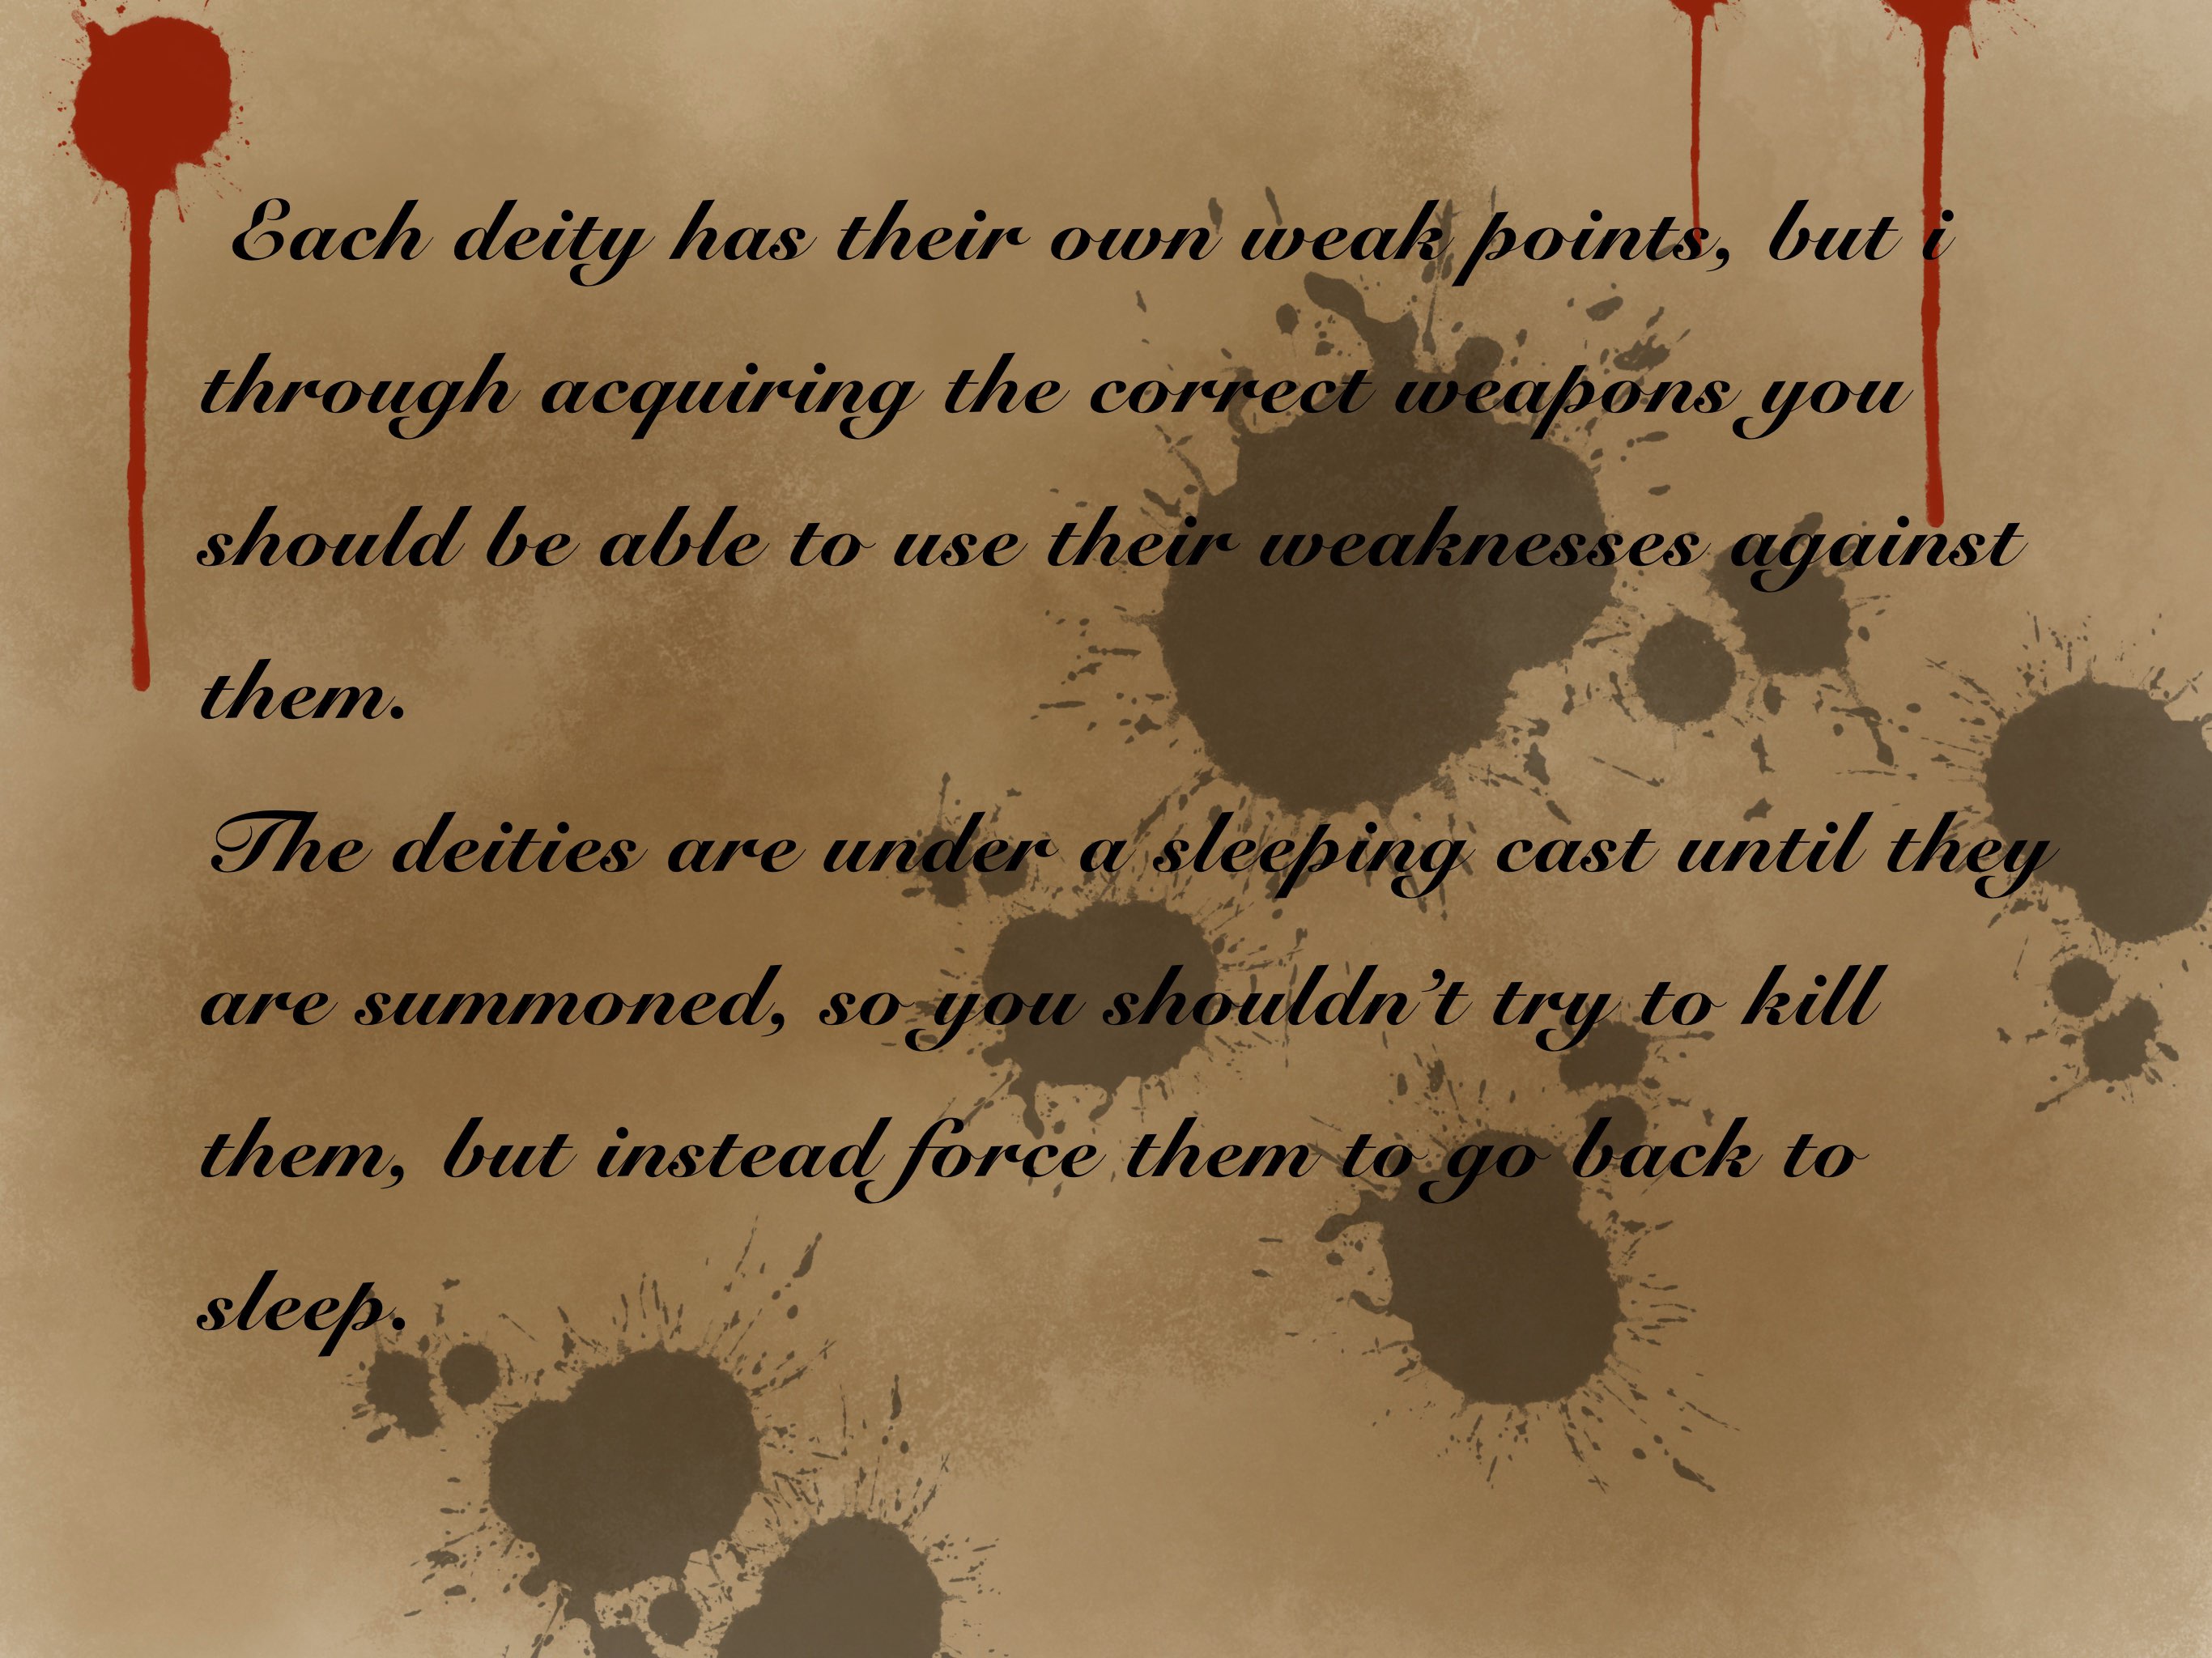 Each deity has their own weak points, but i
through acquiring the correct weapons you
should be able to use their weaknesses against
them.
The deities are under a sleeping cast until they
are summoned, so you shouldn't try to kill
them, but instead force them to go back to
sleep.